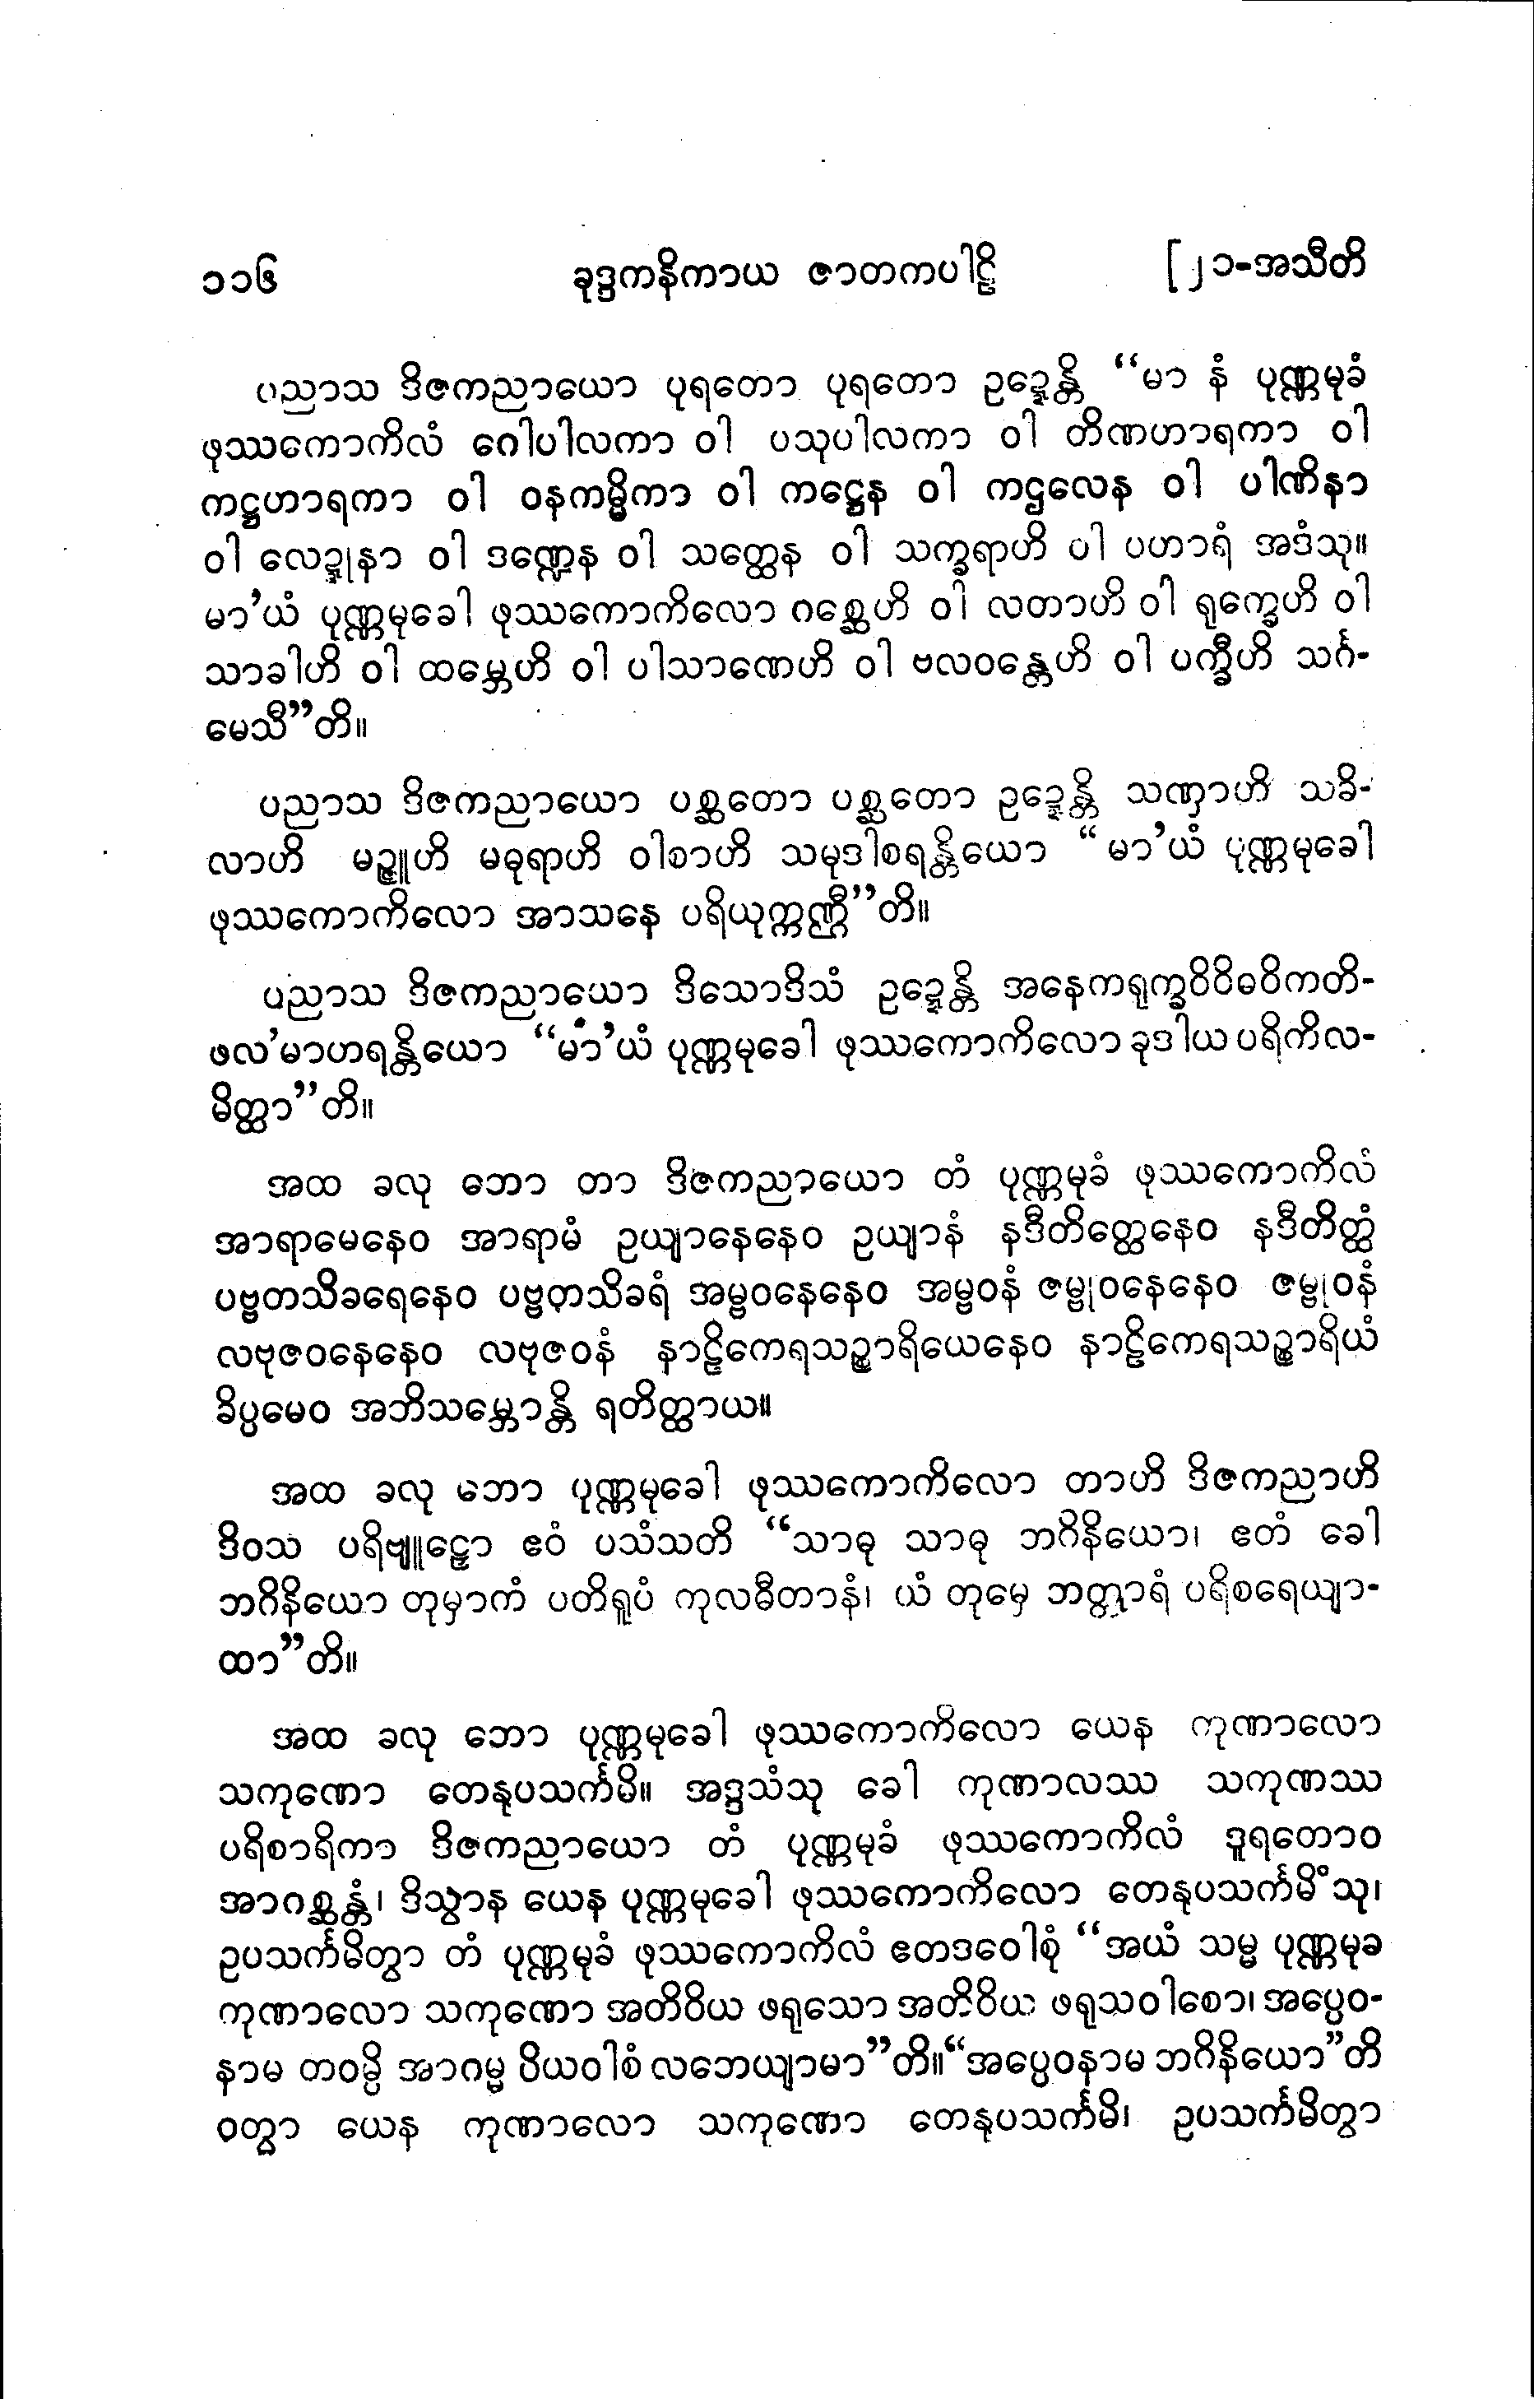 ၁၁၆ ခုဒ္ဒကနိကာယ ဇာတကပါဠိ [၂၁-အသီတိ
ပညာသ ဒိဇကညာယော ပုရတော ပုရတော ဥဍ္ဍေန္တိ “မာ နံ ပုဏ္ဏမုခံ
ဖုဿကောကိလံ ဂေါပါလကာ ဝါ ပသုပါလကာ ဝါ တိဏဟာရကာ ဝါ
ကဋ္ဌဟာရကာ ဝါ ဝနကမ္မိကာ ဝါ ကဋ္ဌေန ဝါ ကဌလေန ဝါ ပါဏိနာ
ဝါ လေဍ္ဍုနာ ဝါ ဒဏ္ဍေန ဝါ သတ္ထေန ဝါ သက္ခရာဟိ ဝါ ပဟာရံ အဒံသု။
မာ’ယံ ပုဏ္ဏမုခေါ ဖုဿကောကိလော ဂစ္ဆေဟိ ဝါ လတာဟိ ဝါ ရုက္ခေဟိ ဝါ
သာခါဟိ ဝါ ထမ္ဘေဟိ ဝါ ပါသာဏေဟိ ဝါ ဗလဝန္တေဟိ ဝါ ပက္ခီဟိ သင်္ဂ-
မေသီ”တိ။
ပညာသ ဒိဇကညာယော ပစ္ဆတော ပစ္ဆတော ဥဍ္ဍေန္တိ သဏှာဟိ သခိ-
လာဟိ မဉ္ဇူဟိ မဓုရာဟိ ဝါစာဟိ သမုဒါစရန္တိယော “မာ’ယံ ပုဏ္ဏမုခေါ
ဖုဿကောကိလော အာသနေ ပရိယုက္ကဏ္ဌီ”တိ။
ပညာသ ဒိဇကညာယော ဒိသောဒိသံ ဥဍ္ဍေန္တိ အနေကရုက္ခဝိဝိဓဝိကတိ-
ဖလ’မာဟရန္တိယော “မာ’ယံ ပုဏ္ဏမုခေါ ဖုဿကောကိလော ခုဒါယ ပရိကိလ-
မိတ္ထာ”တိ။
အထ ခလု ဘော တာ ဒိဇကညာယော တံ ပုဏ္ဏမုခံ ဖုဿကောကိလံ
အာရာမေနေဝ အာရာမံ ဥယျာနေနေဝ ဥယျာနံ နဒီတိတ္ထေနေဝ နဒီတိတ္ထံ
ပဗ္ဗတသိခရေနေဝ ပဗ္ဗတသိခရံ အမ္ဗဝနေနေဝ အမ္ဗဝနံ ဇမ္ဗုဝနေနေဝ ဇမ္ဗုဝနံ
လဗုဇဝနေနေဝ လဗုဇဝနံ နာဠိကေရသဉ္စာရိယေနေဝ နာဠိကေရသဉ္စာရိယံ
ခိပ္ပမေဝ အဘိသမ္ဘောန္တိ ရတိတ္ထာယ။
အထ ခလု ဘော ပုဏ္ဏမုခေါ ဖုဿကောကိလော တာဟိ ဒိဇကညာဟိ
ဒိဝသ ပရိဗျူဠှော ဧဝံ ပသံသတိ “သာဓု သာဓု ဘဂိနိယော၊ ဧတံ ခေါ
ဘဂိနိယော တုမှာကံ ပတိရူပံ ကုလဓီတာနံ၊ ယံ တုမှေ ဘတ္တာရံ ပရိစရေယျာ-
ထာ”တိ။
အထ ခလု ဘော ပုဏ္ဏမုခေါ ဖုဿကောကိလော ယေန ကုဏာလော
သကုဏော တေနုပသင်္ကမိ။ အဒ္ဒသံသု ခေါ ကုဏာလဿ သကုဏဿ
ပရိစာရိကာ ဒိဇကညာယော တံ ပုဏ္ဏမုခံ ဖုဿကောကိလံ ဒူရတောဝ
အာဂစ္ဆန္တံ၊ ဒိသွာန ယေန ပုဏ္ဏမုခေါ ဖုဿကောကိလော တေနုပသင်္ကမိံသု၊
ဥပသင်္ကမိတွာ တံ ပုဏ္ဏမုခံ ဖုဿကောကိလံ ဧတဒဝေါစုံ “အယံ သမ္မ ပုဏ္ဏမုခ
ကုဏာလော သကုဏော အတိဝိယ ဖရုသော အတိဝိယ ဖရုသဝါစော၊ အပ္ပေဝ-
နာမ တဝမ္ပိ အာဂမ္မ ပိယဝါစံ လဘေယျာမာ”တိ။“အပ္ပေဝနာမ ဘဂိနိယော”တိ
ဝတွာ ယေန ကုဏာလော သကုဏော တေနုပသင်္ကမိ၊ ဥပသင်္ကမိတွာ